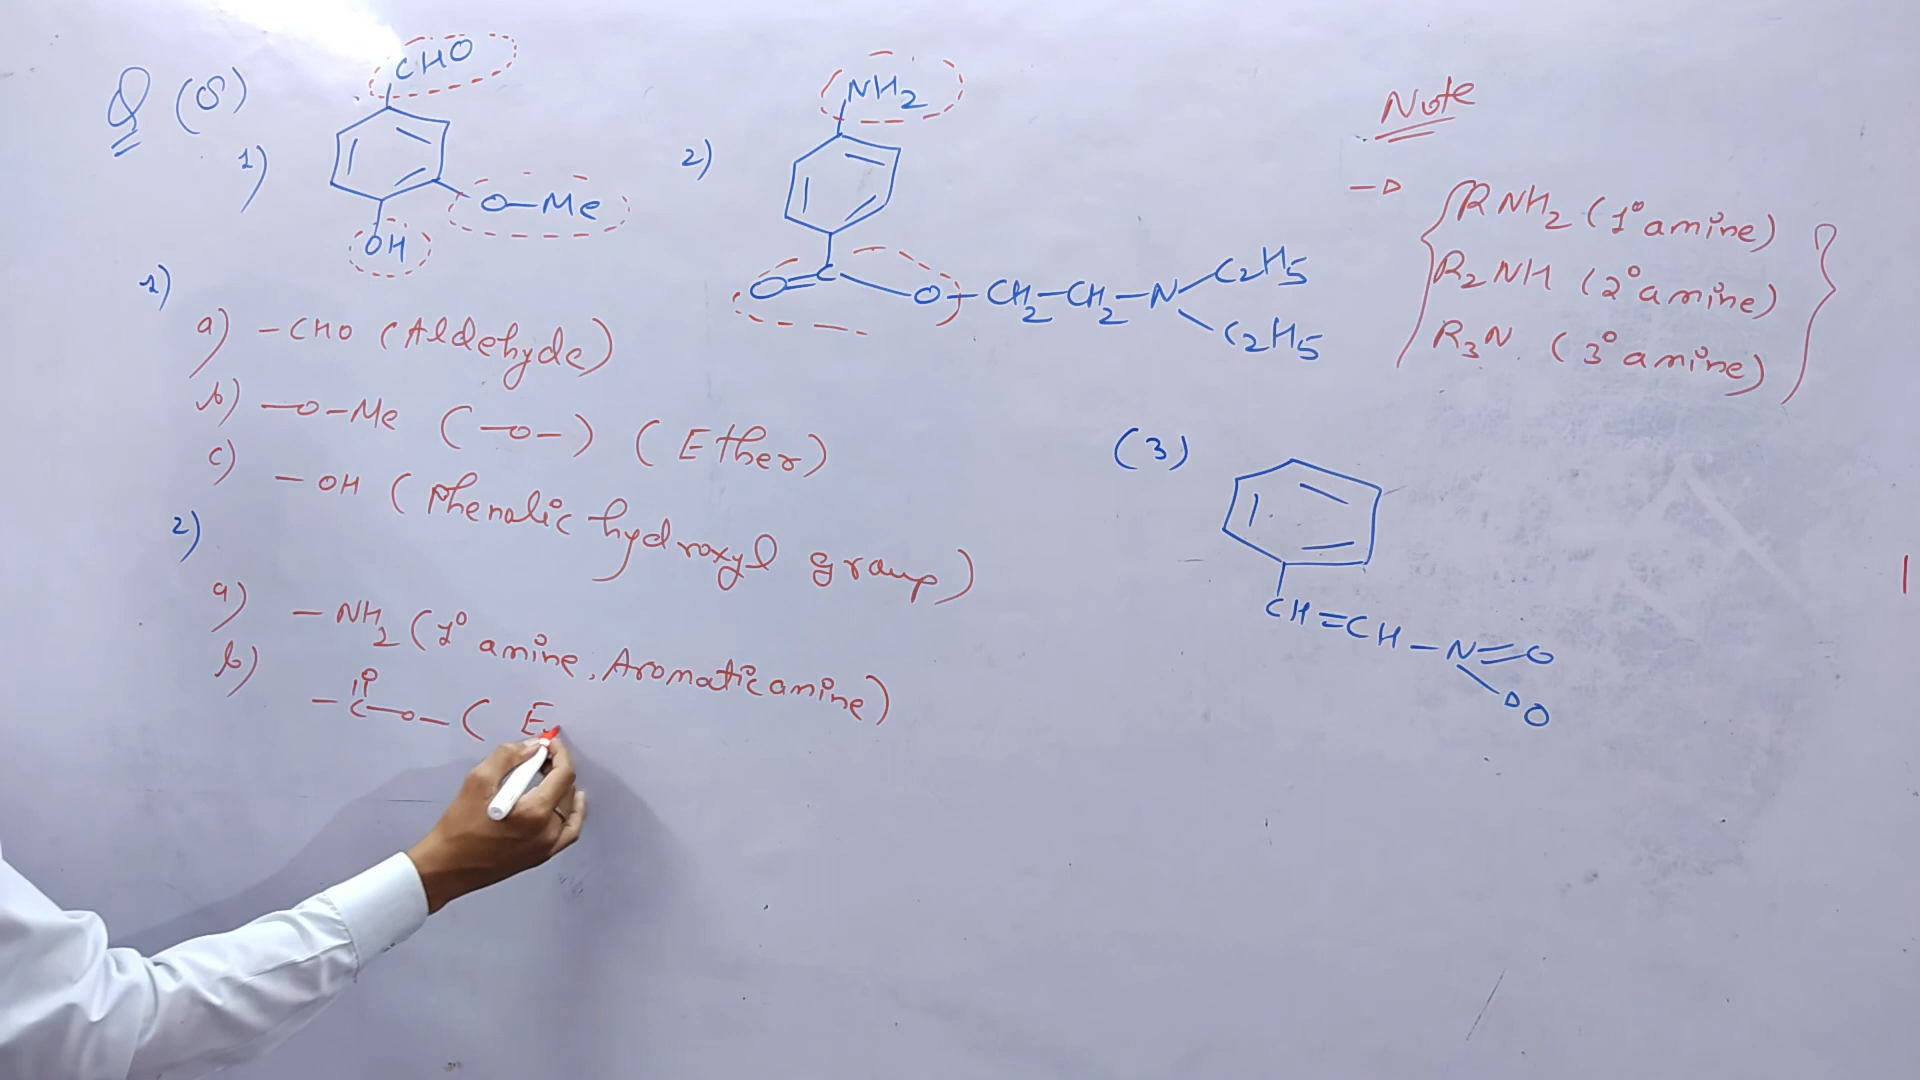 Q (8)
1)
CHO
O-Me
OH
2)
NH2
O=C-O-CH2-CH2-N
C2H5
C2H5
Note
→ {RNH2 (1° amine)
R2NH (2° amine)
R3N (3° amine)}
1)
a) -CHO (Aldehyde)
b) -O-Me (-O-) (Ether)
c) -OH (Phenolic hydroxyl group)
2)
a) -NH2 (1° amine, Aromatic amine)
b) -C-O- (E
O
(3)
CH=CH-N=O
→O